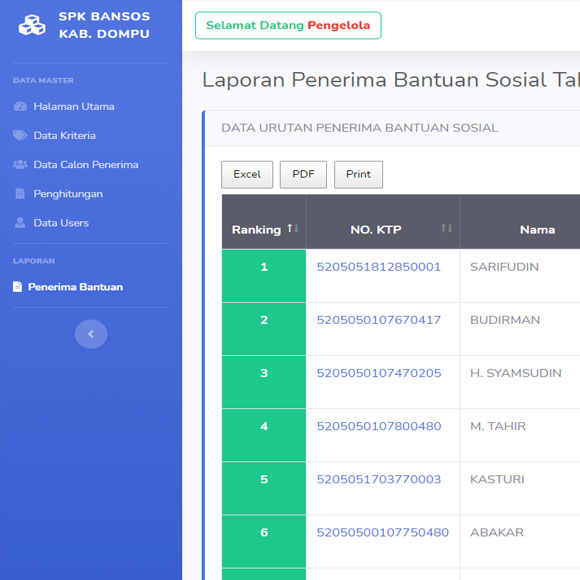 SPK BANSOS
KAB. DOMPU
Selamat Datang Pengelola
DATA MASTER
Halaman Utama
Data Kriteria
Data Calon Penerima
Penghitungan
Data Users
LAPORAN
Penerima Bantuan
Laporan Penerima Bantuan Sosial Ta
DATA URUTAN PENERIMA BANTUAN SOSIAL
Excel PDF Print
Ranking NO. KTP Nama
1 5205051812850001 SARIFUDIN
2 5205050107670417 BUDIRMAN
3 5205050107470205 H. SYAMSUDIN
4 5205050107800480 M. TAHIR
5 5205051703770003 KASTURI
6 52050500107750480 ABAKAR